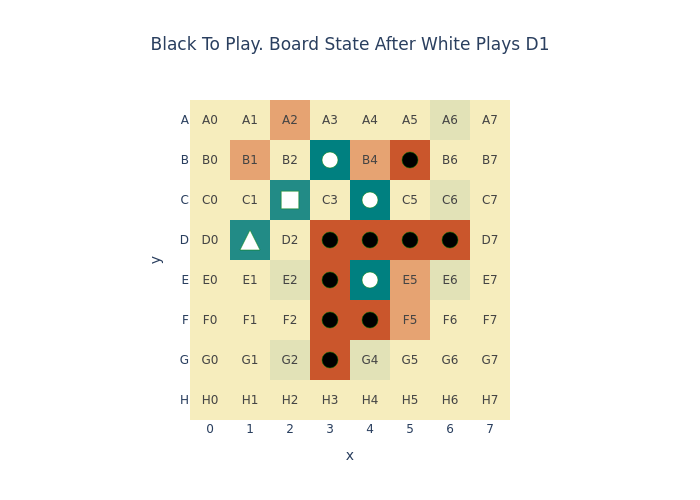 Black To Play. Board State After White Plays D1
A A0 A1 A2 A3 A4 A5 A6 A7
B B0 B1 B2 B4 B6 B7
C C0 C1 C3 C5 C6 C7
D D0 D2 D7
y
E E0 E1 E2 E5 E6 E7
F F0 F1 F2 F5 F6 F7
G G0 G1 G2 G4 G5 G6 G7
H H0 H1 H2 H3 H4 H5 H6 H7
0 1 2 3 4 5 6 7
x